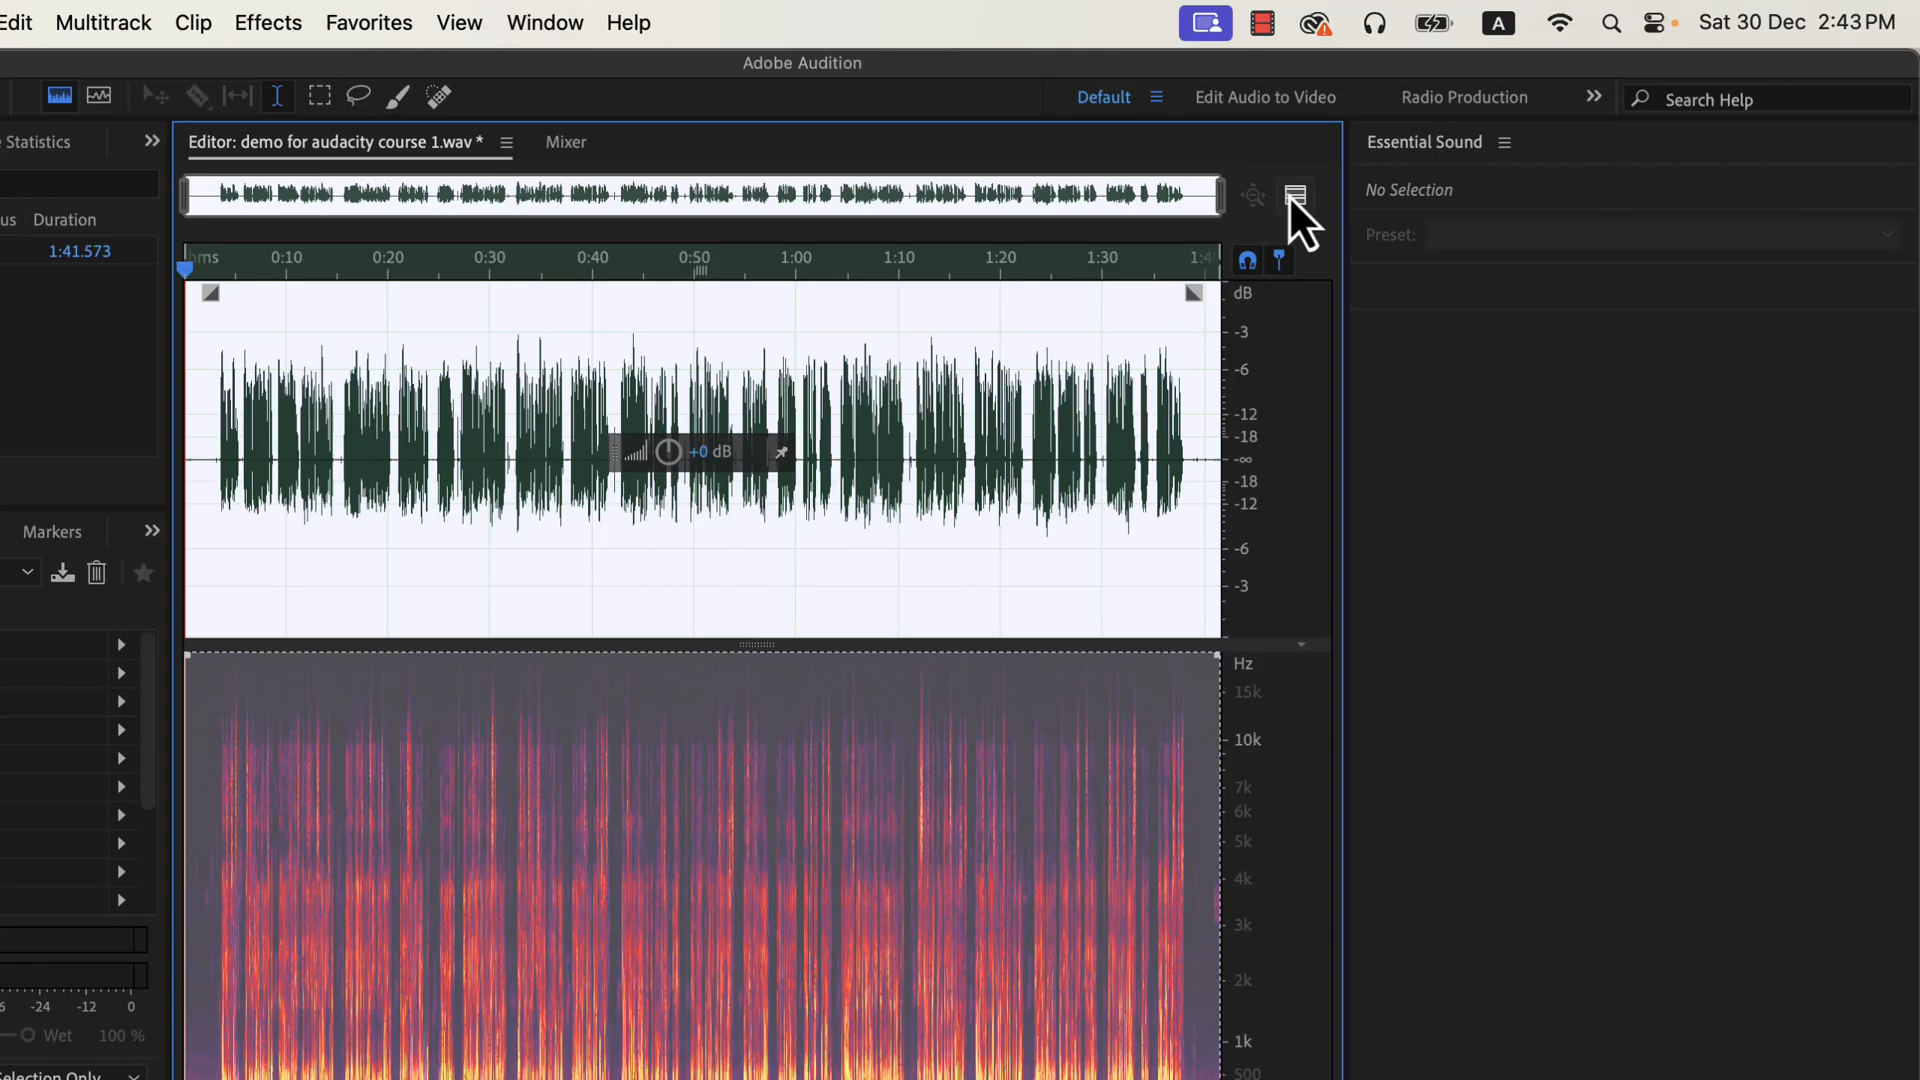 Edit Multitrack Clip Effects Favorites View Window Help A Sat 30 Dec 2:43 PM
Adobe Audition
Default Edit Audio to Video Radio Production Search Help
Statistics Editor: demo for audacity course 1.wav * Mixer Essential Sound
No Selection
us Duration Preset:
1:41.573 hms 0:10 0:20 0:30 0:40 0:50 1:00 1:10 1:20 1:30 1:4
dB
-3
-6
-12
-18
+0 dB
-∞
-18
-12
Markers
-6
-3
Hz
15k
10k
7k
6k
5k
4k
3k
-24 -12 0
2k
Wet 100 %
1k
500
Selection Only